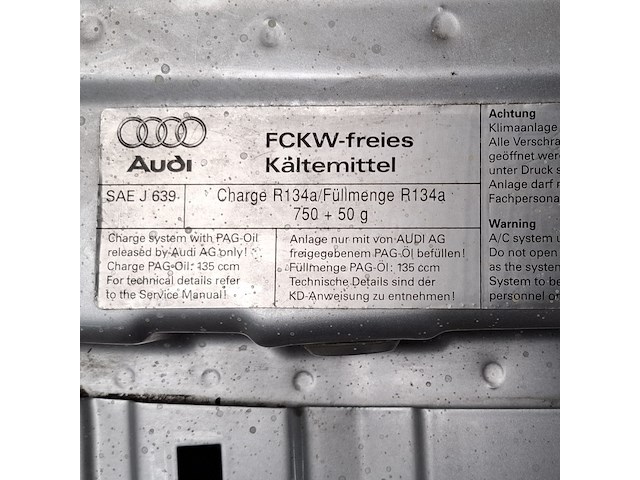 Audi
FCKW-freies
Kältemittel
SAE J 639
Charge R134a/Füllmenge R134a
750 + 50 g
Charge system with PAG-Oil
released by Audi AG only!
Charge PAG-Oil: 135 ccm
For technical details refer
to the Service Manual!
Anlage nur mit von AUDI AG
freigegebenem PAG-Öl befüllen!
Füllmenge PAG-Öl: 135 ccm
Technische Details sind der
KD-Anweisung zu entnehmen!
Achtung
Klimaanlage
Alle Verschra
geöffnet werde
unter Druck s
Anlage darf n
Fachpersona
Warning
A/C system u
Do not open
as the system
System to be
personnel o